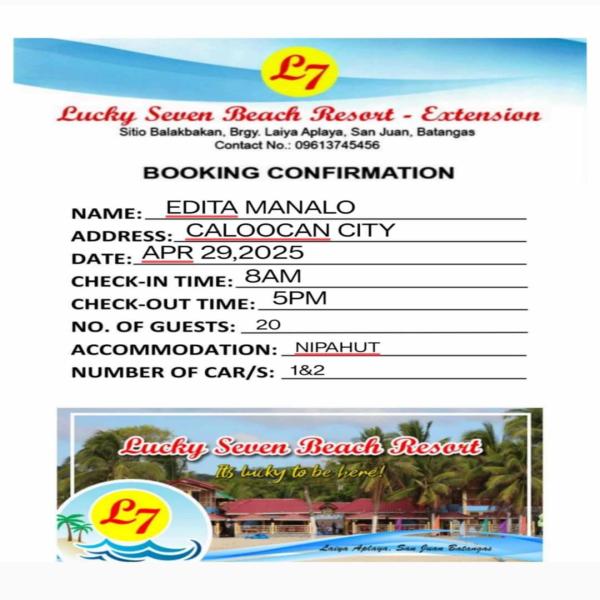 L7
Lucky Seven Beach Resort - Extension
Sitio Balakbakan, Brgy. Laiya Aplaya, San Juan, Batangas
Contact No.: 09613745456
BOOKING CONFIRMATION
NAME: EDITA MANALO
ADDRESS: CALOOCAN CITY
DATE: APR 29,2025
CHECK-IN TIME: 8AM
CHECK-OUT TIME: 5PM
NO. OF GUESTS: 20
ACCOMMODATION: NIPAHUT
NUMBER OF CAR/S: 1&2
Lucky Seven Beach Resort
It's lucky to be here!
L7
Laiya Aplaya, San Juan Batangas